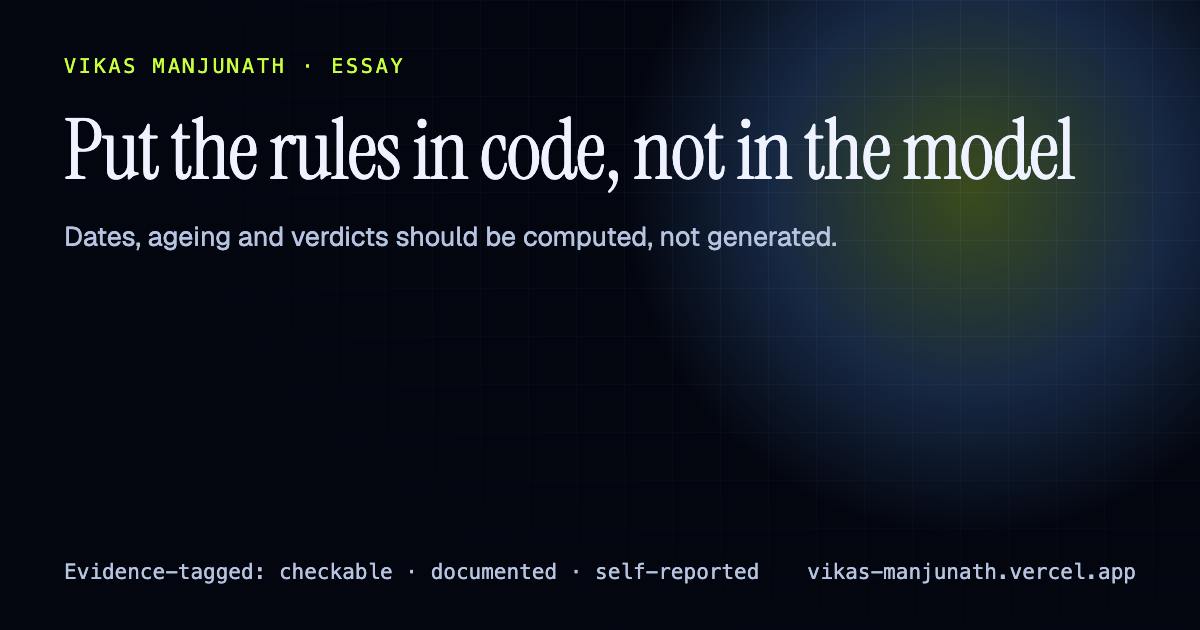 VIKAS MANJUNATH · ESSAY
Put the rules in code, not in the model
Dates, ageing and verdicts should be computed, not generated.
Evidence-tagged: checkable · documented · self-reported
vikas-manjunath.vercel.app